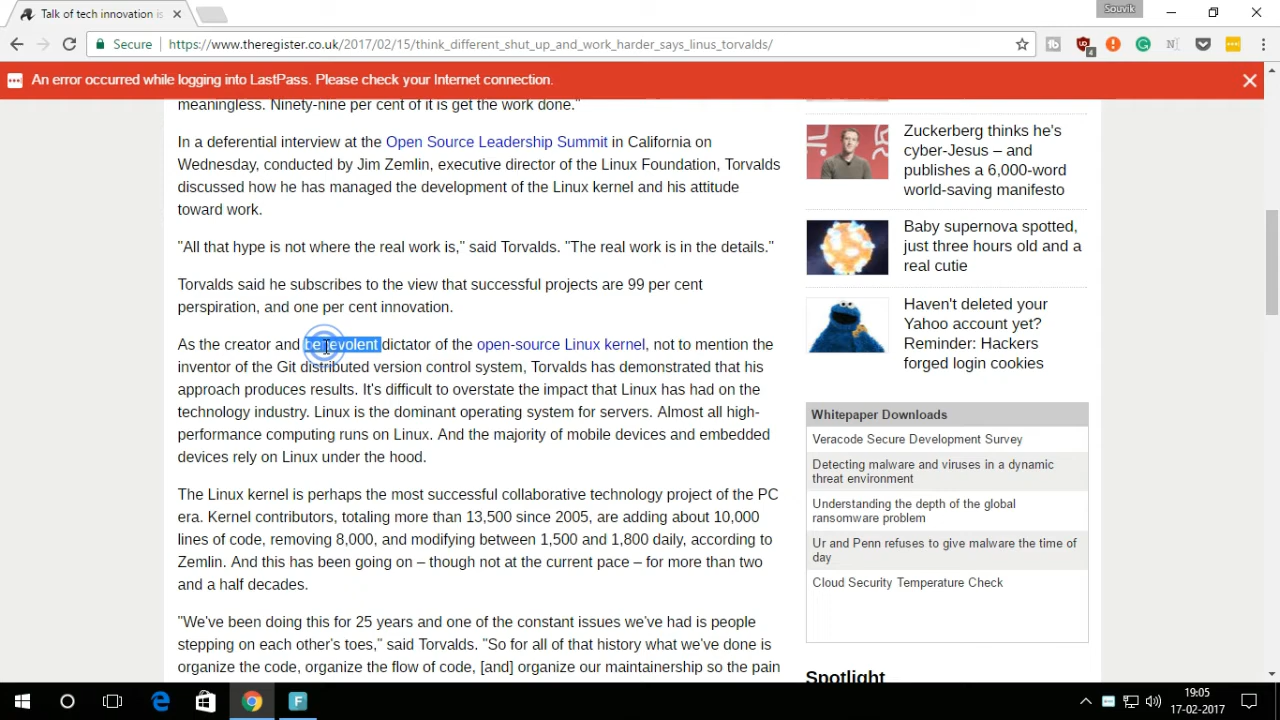 Talk of tech innovation is
Souvik
Secure
https://www.theregister.co.uk/2017/02/15/think_different_shut_up_and_work_harder_says_linus_torvalds/
An error occurred while logging into LastPass. Please check your Internet connection.
meaningless. Ninety-nine per cent of it is get the work done."
In a deferential interview at the Open Source Leadership Summit in California on
Wednesday, conducted by Jim Zemlin, executive director of the Linux Foundation, Torvalds
discussed how he has managed the development of the Linux kernel and his attitude
toward work.
"All that hype is not where the real work is," said Torvalds. "The real work is in the details."
Torvalds said he subscribes to the view that successful projects are 99 per cent
perspiration, and one per cent innovation.
As the creator and benevolent dictator of the open-source Linux kernel, not to mention the
inventor of the Git distributed version control system, Torvalds has demonstrated that his
approach produces results. It's difficult to overstate the impact that Linux has had on the
technology industry. Linux is the dominant operating system for servers. Almost all high-
performance computing runs on Linux. And the majority of mobile devices and embedded
devices rely on Linux under the hood.
The Linux kernel is perhaps the most successful collaborative technology project of the PC
era. Kernel contributors, totaling more than 13,500 since 2005, are adding about 10,000
lines of code, removing 8,000, and modifying between 1,500 and 1,800 daily, according to
Zemlin. And this has been going on – though not at the current pace – for more than two
and a half decades.
"We've been doing this for 25 years and one of the constant issues we've had is people
stepping on each other's toes," said Torvalds. "So for all of that history what we've done is
organize the code, organize the flow of code, [and] organize our maintainership so the pain
Zuckerberg thinks he's
cyber-Jesus – and
publishes a 6,000-word
world-saving manifesto
Baby supernova spotted,
just three hours old and a
real cutie
Haven't deleted your
Yahoo account yet?
Reminder: Hackers
forged login cookies
Whitepaper Downloads
Veracode Secure Development Survey
Detecting malware and viruses in a dynamic
threat environment
Understanding the depth of the global
ransomware problem
Ur and Penn refuses to give malware the time of
day
Cloud Security Temperature Check
Spotlight
19:05
17-02-2017